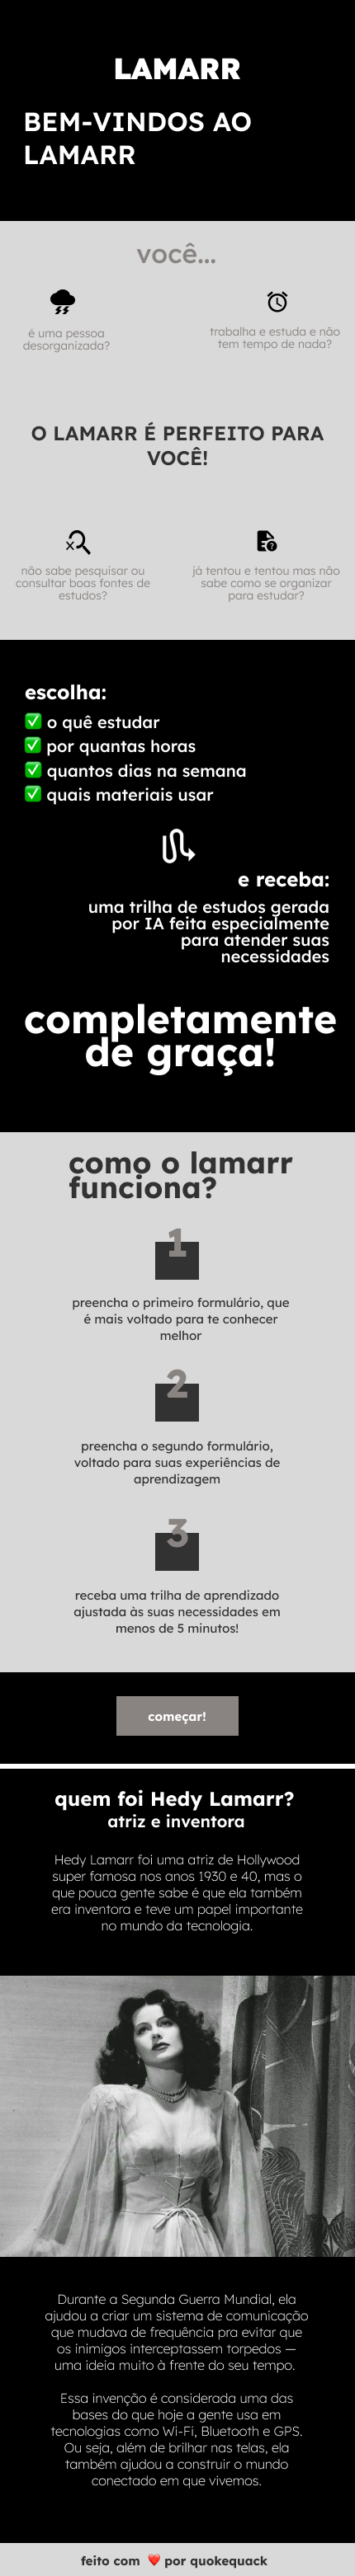 LAMARR
BEM-VINDOS AO
LAMARR
você...
é uma pessoa
desorganizada?
trabalha e estuda e não
tem tempo de nada?
O LAMARR É PERFEITO PARA
VOCÊ!
não sabe pesquisar ou
consultar boas fontes de
estudos?
já tentou e tentou mas não
sabe como se organizar
para estudar?
escolha:
✅ o quê estudar
✅ por quantas horas
✅ quantos dias na semana
✅ quais materiais usar
e receba:
uma trilha de estudos gerada
por IA feita especialmente
para atender suas
necessidades
completamente
de graça!
como o lamarr
funciona?
1
preencha o primeiro formulário, que
é mais voltado para te conhecer
melhor
2
preencha o segundo formulário,
voltado para suas experiências de
aprendizagem
3
receba uma trilha de aprendizado
ajustada às suas necessidades em
menos de 5 minutos!
começar!
quem foi Hedy Lamarr?
atriz e inventora
Hedy Lamarr foi uma atriz de Hollywood
super famosa nos anos 1930 e 40, mas o
que pouca gente sabe é que ela também
era inventora e teve um papel importante
no mundo da tecnologia.
Durante a Segunda Guerra Mundial, ela
ajudou a criar um sistema de comunicação
que mudava de frequência pra evitar que
os inimigos interceptassem torpedos —
uma ideia muito à frente do seu tempo.
Essa invenção é considerada uma das
bases do que hoje a gente usa em
tecnologias como Wi-Fi, Bluetooth e GPS.
Ou seja, além de brilhar nas telas, ela
também ajudou a construir o mundo
conectado em que vivemos.
feito com ❤️ por quokequack